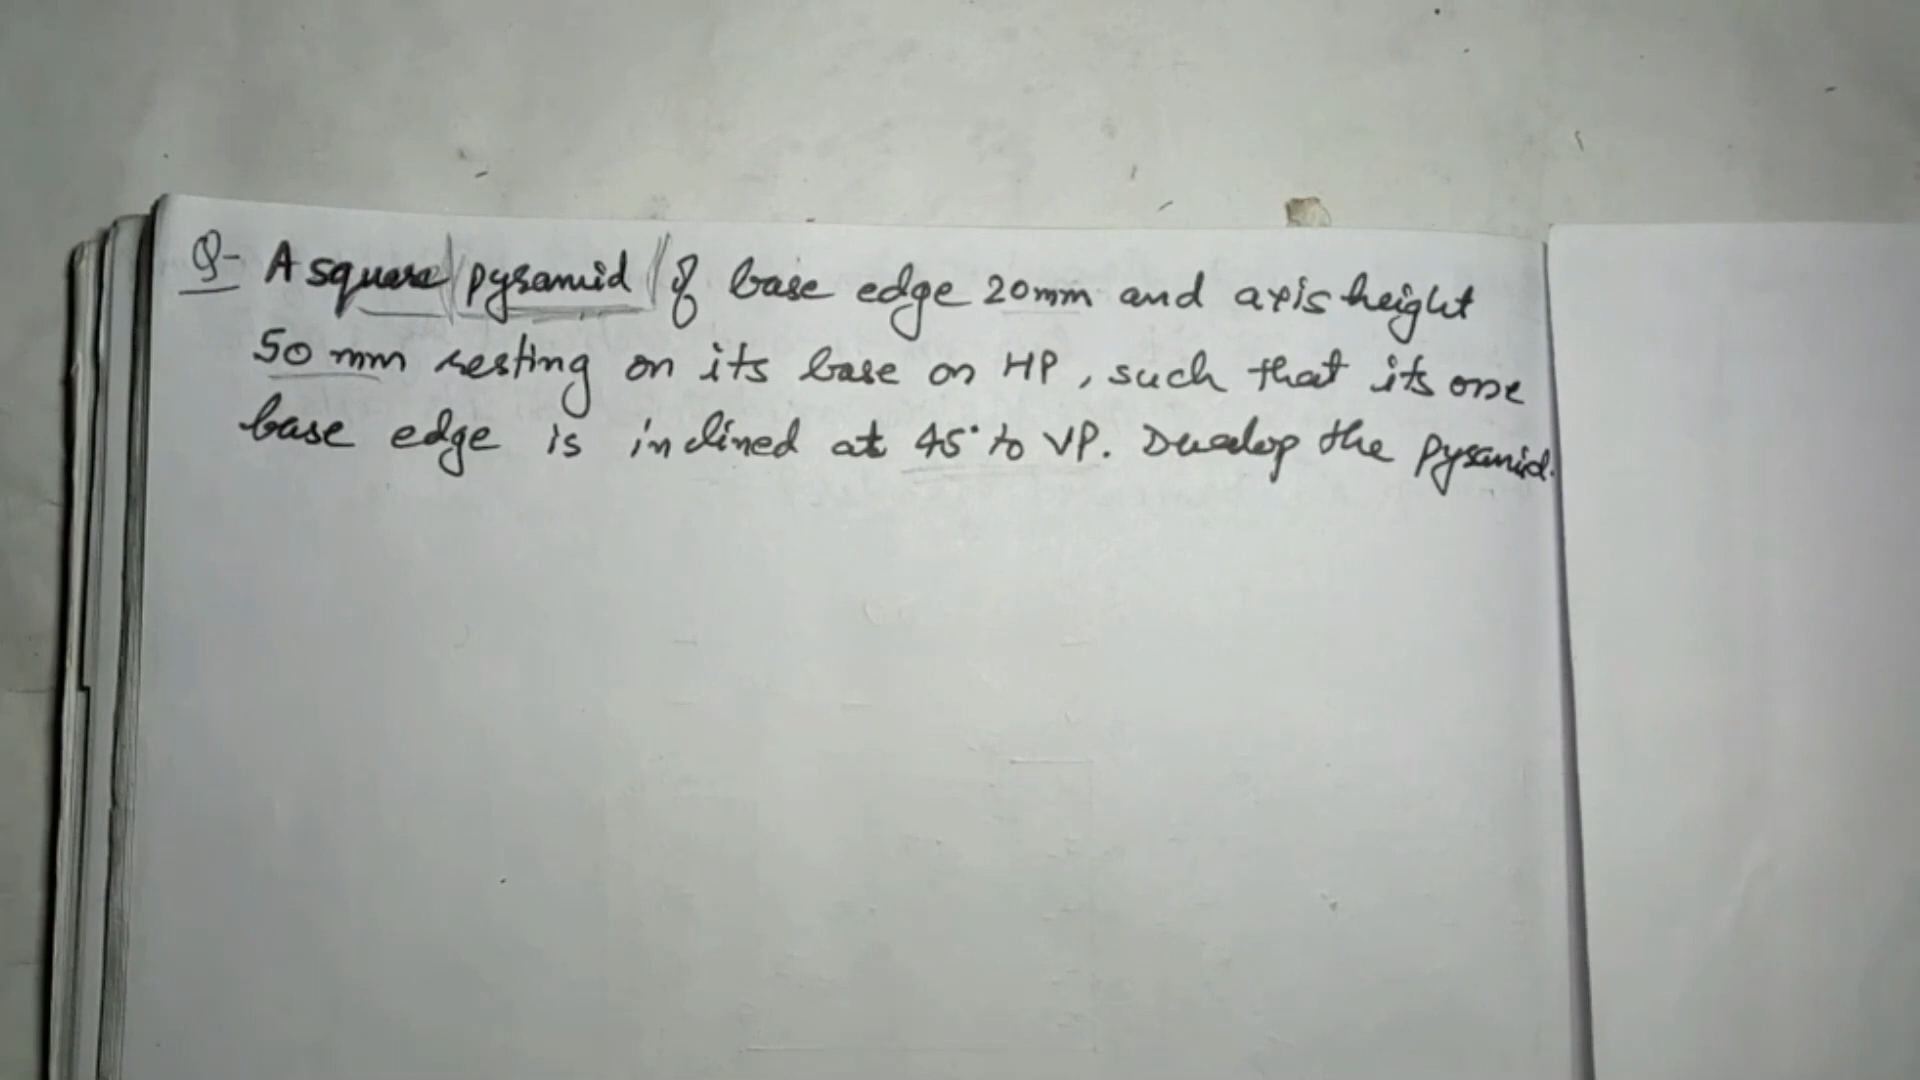 Q- A square pyramid of base edge 20mm and axis height
50 mm resting on its base on HP, such that its one
base edge is inclined at 45° to VP. Develop the pyramid.